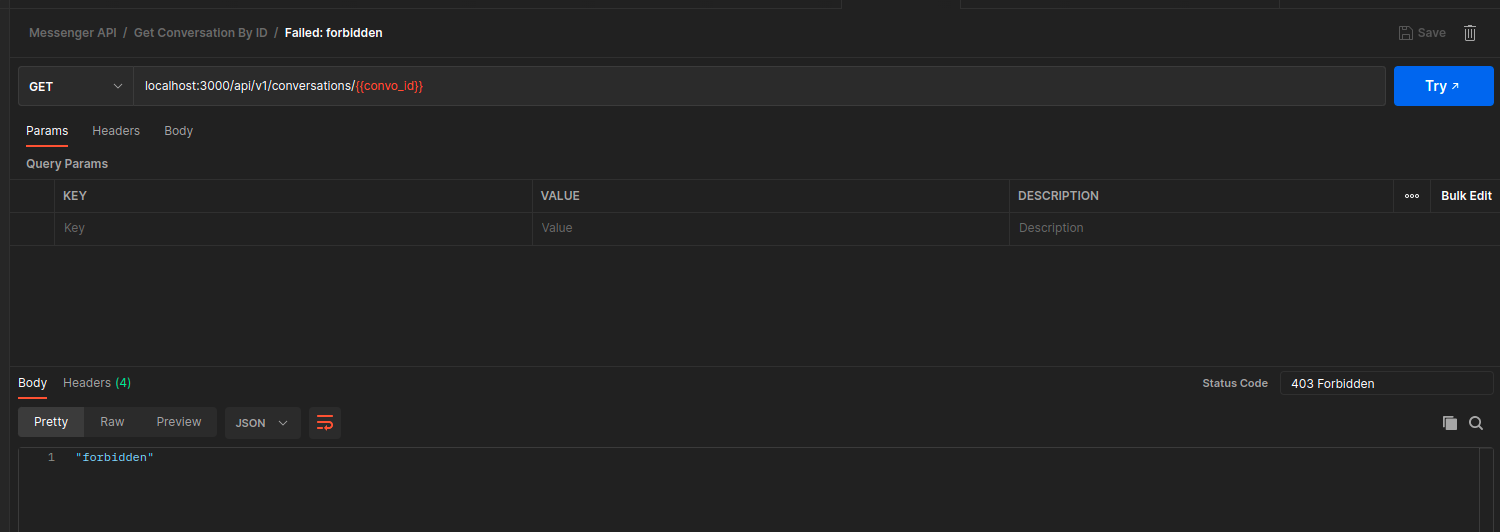 Messenger API / Get Conversation By ID / Failed: forbidden
Save
GET
localhost:3000/api/v1/conversations/{{convo_id}}
Try
Params Headers Body
Query Params
KEY VALUE DESCRIPTION Bulk Edit
Key Value Description
Body Headers (4)
Status Code 403 Forbidden
Pretty Raw Preview JSON
1 "forbidden"